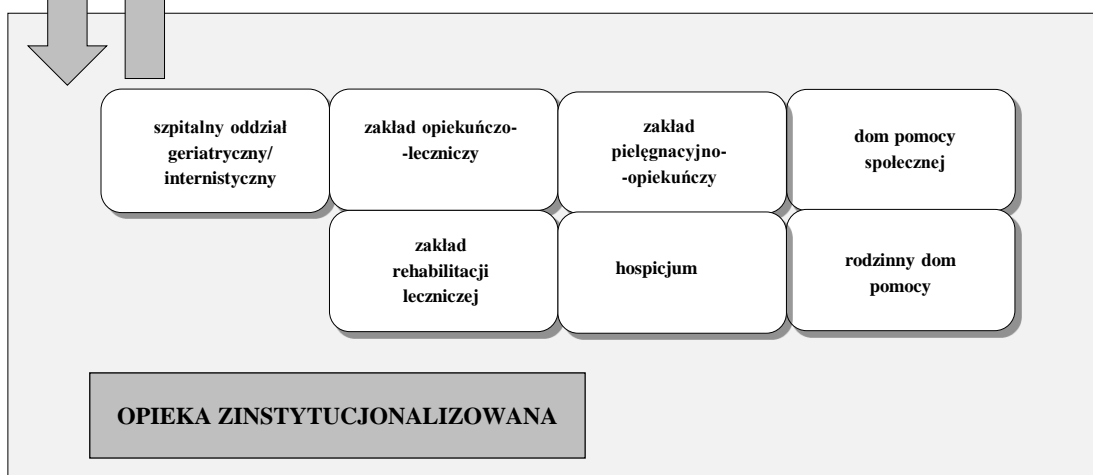 szpitalny oddział
geriatryczny/
internistyczny
zakład opiekuńczo-
-leczniczy
zakład
pielęgnacyjno-
-opiekuńczy
dom pomocy
społecznej
zakład
rehabilitacji
leczniczej
hospicjum
rodzinny dom
pomocy
OPIEKA ZINSTYTUCJONALIZOWANA